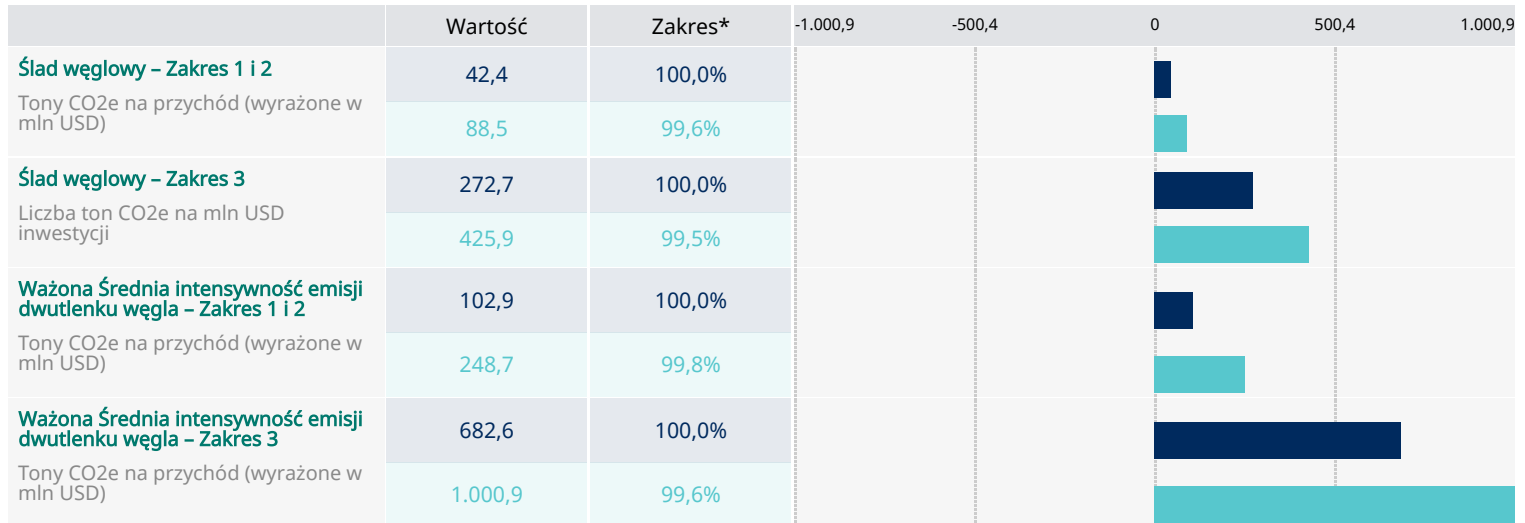 Wartość Zakres* -1.000,9 -500,4 0 500,4 1.000,9
Ślad węglowy – Zakres 1 i 2
Tony CO2e na przychód (wyrażone w
mln USD)
42,4 100,0%
88,5 99,6%
Ślad węglowy – Zakres 3
Liczba ton CO2e na mln USD
inwestycji
272,7 100,0%
425,9 99,5%
Ważona Średnia intensywność emisji
dwutlenku węgla – Zakres 1 i 2
Tony CO2e na przychód (wyrażone w
mln USD)
102,9 100,0%
248,7 99,8%
Ważona Średnia intensywność emisji
dwutlenku węgla – Zakres 3
Tony CO2e na przychód (wyrażone w
mln USD)
682,6 100,0%
1.000,9 99,6%